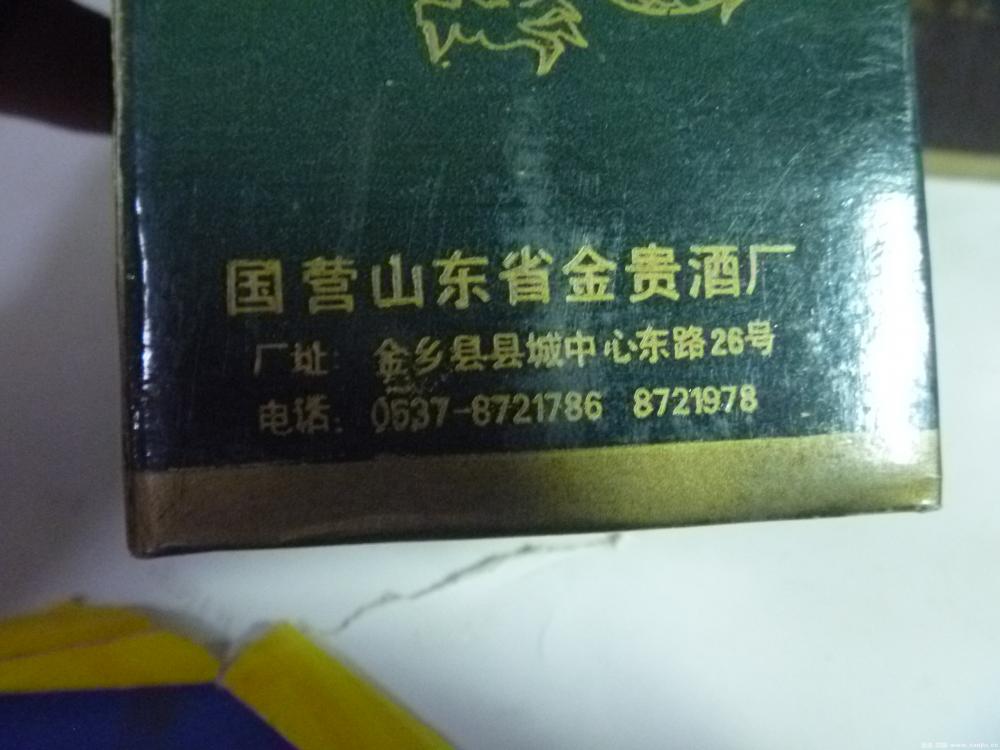 国营山东省金贵酒厂
厂址: 金乡县县城中心东路26号
电话: 0537-8721786 8721978